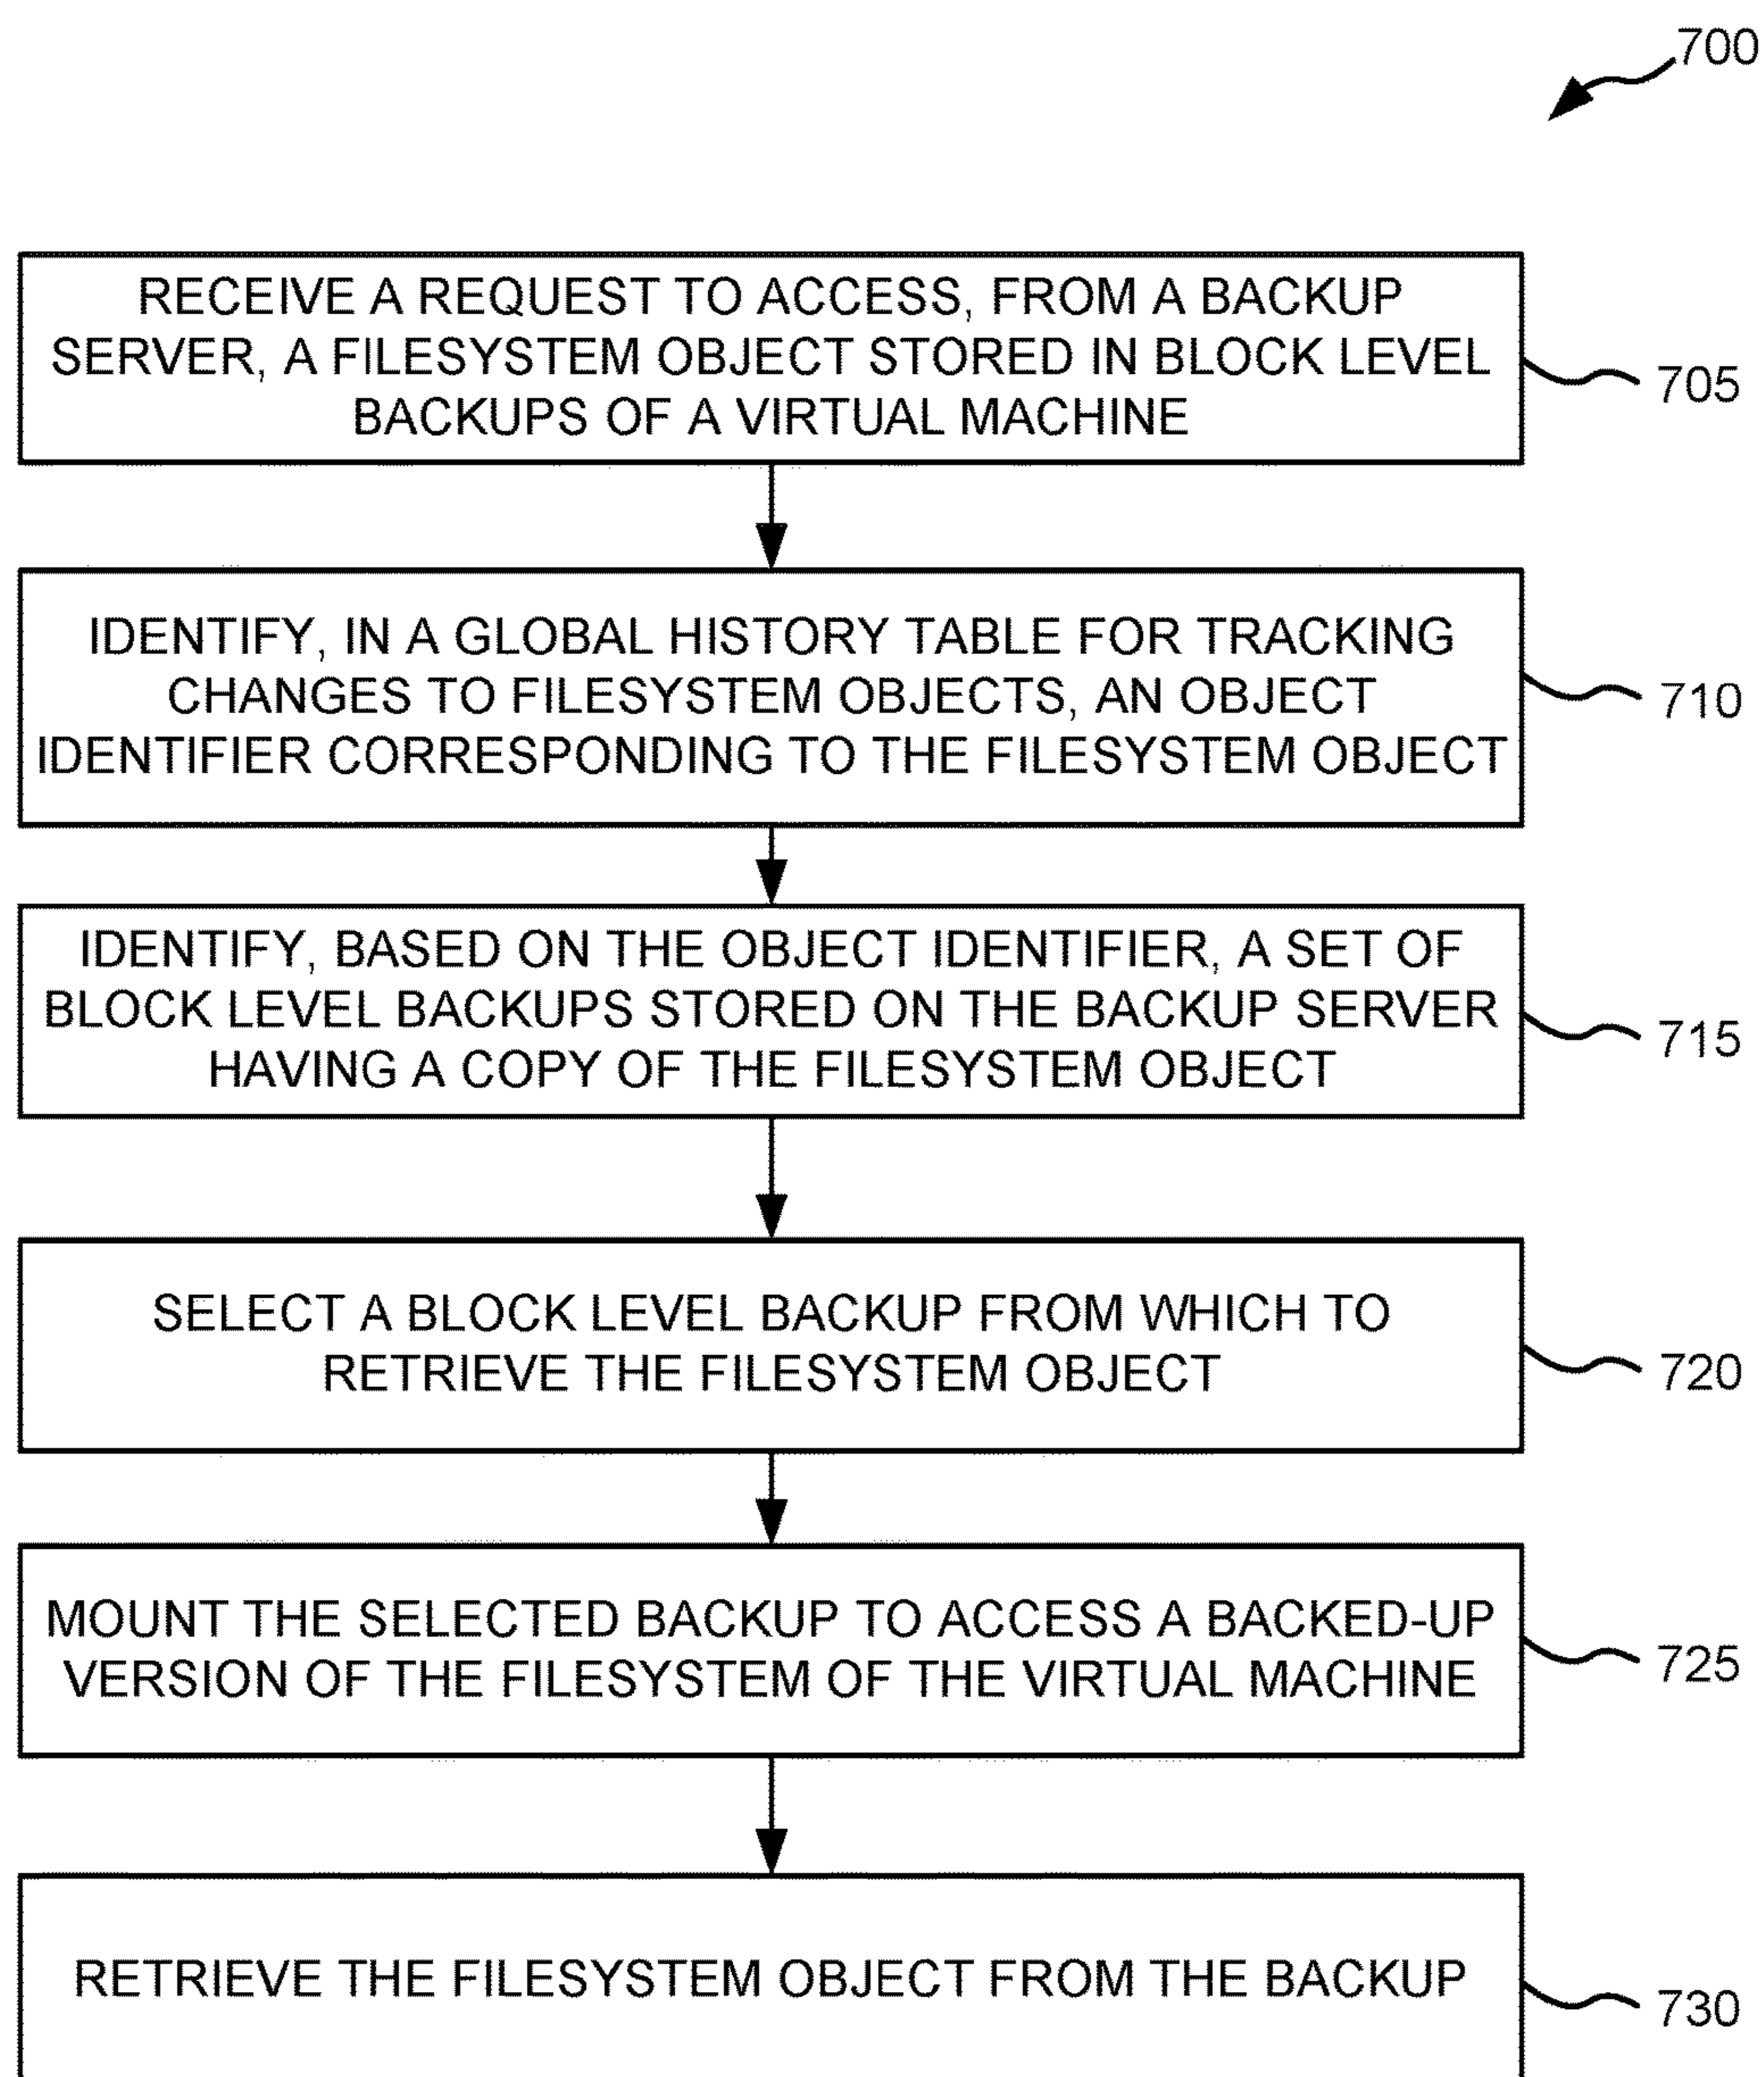 700
RECEIVE A REQUEST TO ACCESS, FROM A BACKUP
SERVER, A FILESYSTEM OBJECT STORED IN BLOCK LEVEL
BACKUPS OF A VIRTUAL MACHINE
705
IDENTIFY, IN A GLOBAL HISTORY TABLE FOR TRACKING
CHANGES TO FILESYSTEM OBJECTS, AN OBJECT
IDENTIFIER CORRESPONDING TO THE FILESYSTEM OBJECT
710
IDENTIFY, BASED ON THE OBJECT IDENTIFIER, A SET OF
BLOCK LEVEL BACKUPS STORED ON THE BACKUP SERVER
HAVING A COPY OF THE FILESYSTEM OBJECT
715
SELECT A BLOCK LEVEL BACKUP FROM WHICH TO
RETRIEVE THE FILESYSTEM OBJECT
720
MOUNT THE SELECTED BACKUP TO ACCESS A BACKED-UP
VERSION OF THE FILESYSTEM OF THE VIRTUAL MACHINE
725
RETRIEVE THE FILESYSTEM OBJECT FROM THE BACKUP
730